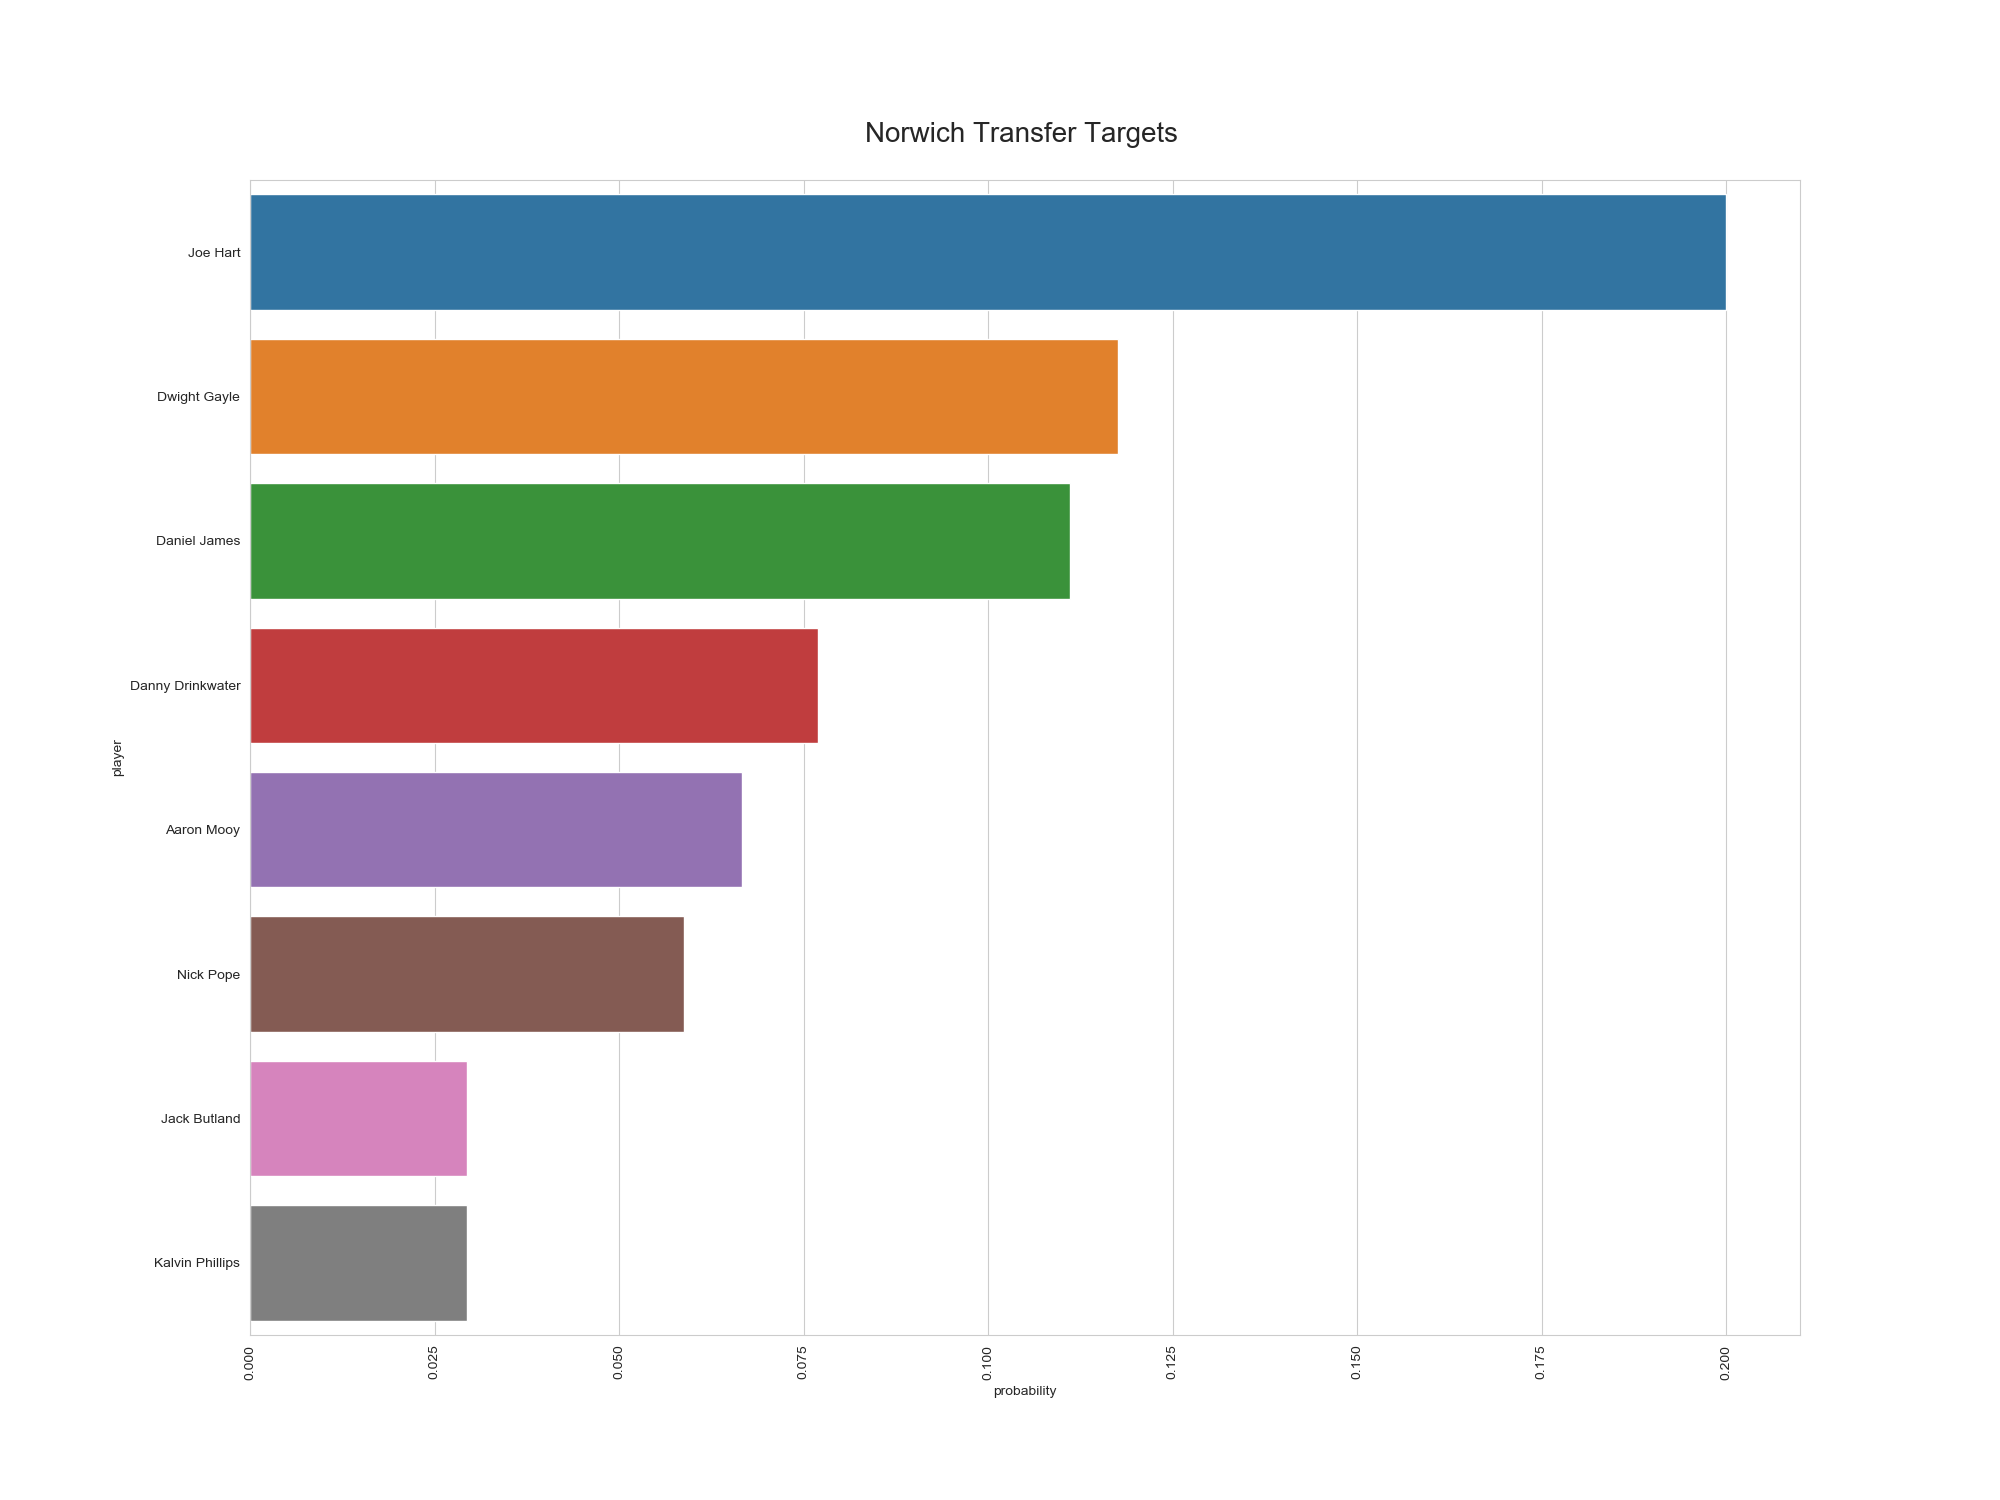 Norwich Transfer Targets
Joe Hart
Dwight Gayle
Daniel James
Danny Drinkwater
player
Aaron Mooy
Nick Pope
Jack Butland
Kalvin Phillips
0.000
0.025
0.050
0.075
0.100
0.125
0.150
0.175
0.200
probability